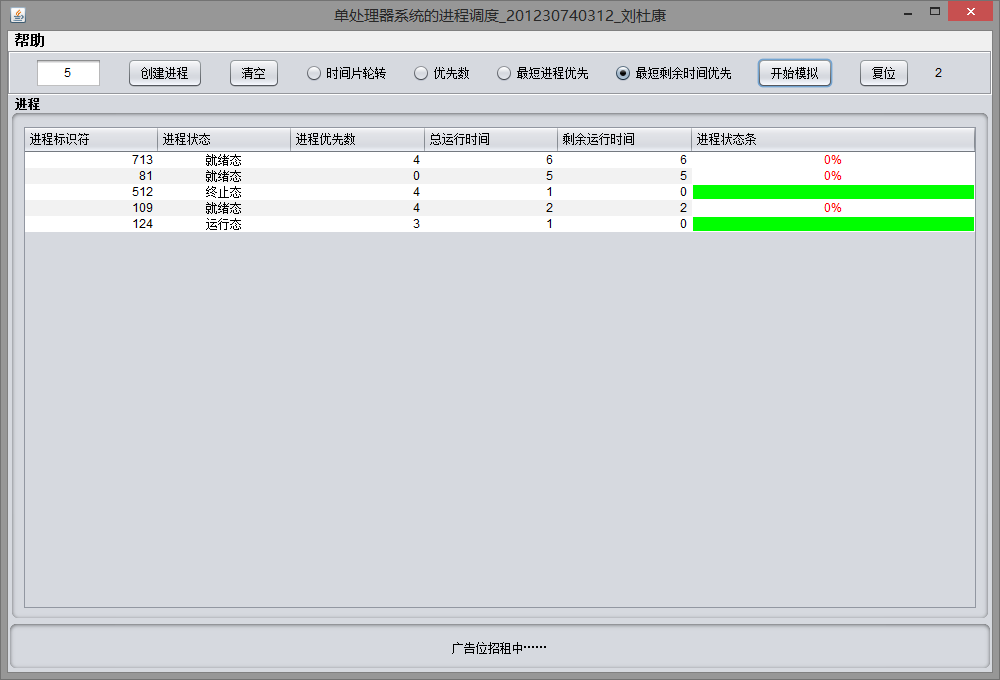 单处理器系统的进程调度_201230740312_刘杜康
帮助
5 创建进程 清空 时间片轮转 优先数 最短进程优先 最短剩余时间优先 开始模拟 复位 2
进程
进程标识符 进程状态 进程优先数 总运行时间 剩余运行时间 进程状态条
713 就绪态 4 6 6 0%
81 就绪态 0 5 5 0%
512 终止态 4 1 0
109 就绪态 4 2 2 0%
124 运行态 3 1 0
广告位招租中······